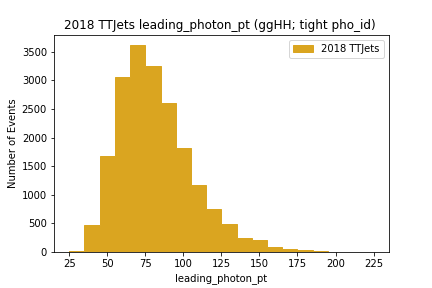 2018 TTJets leading_photon_pt (ggHH; tight pho_id)
2018 TTJets
Number of Events
3500
3000
2500
2000
1500
1000
500
0
25 50 75 100 125 150 175 200 225
leading_photon_pt